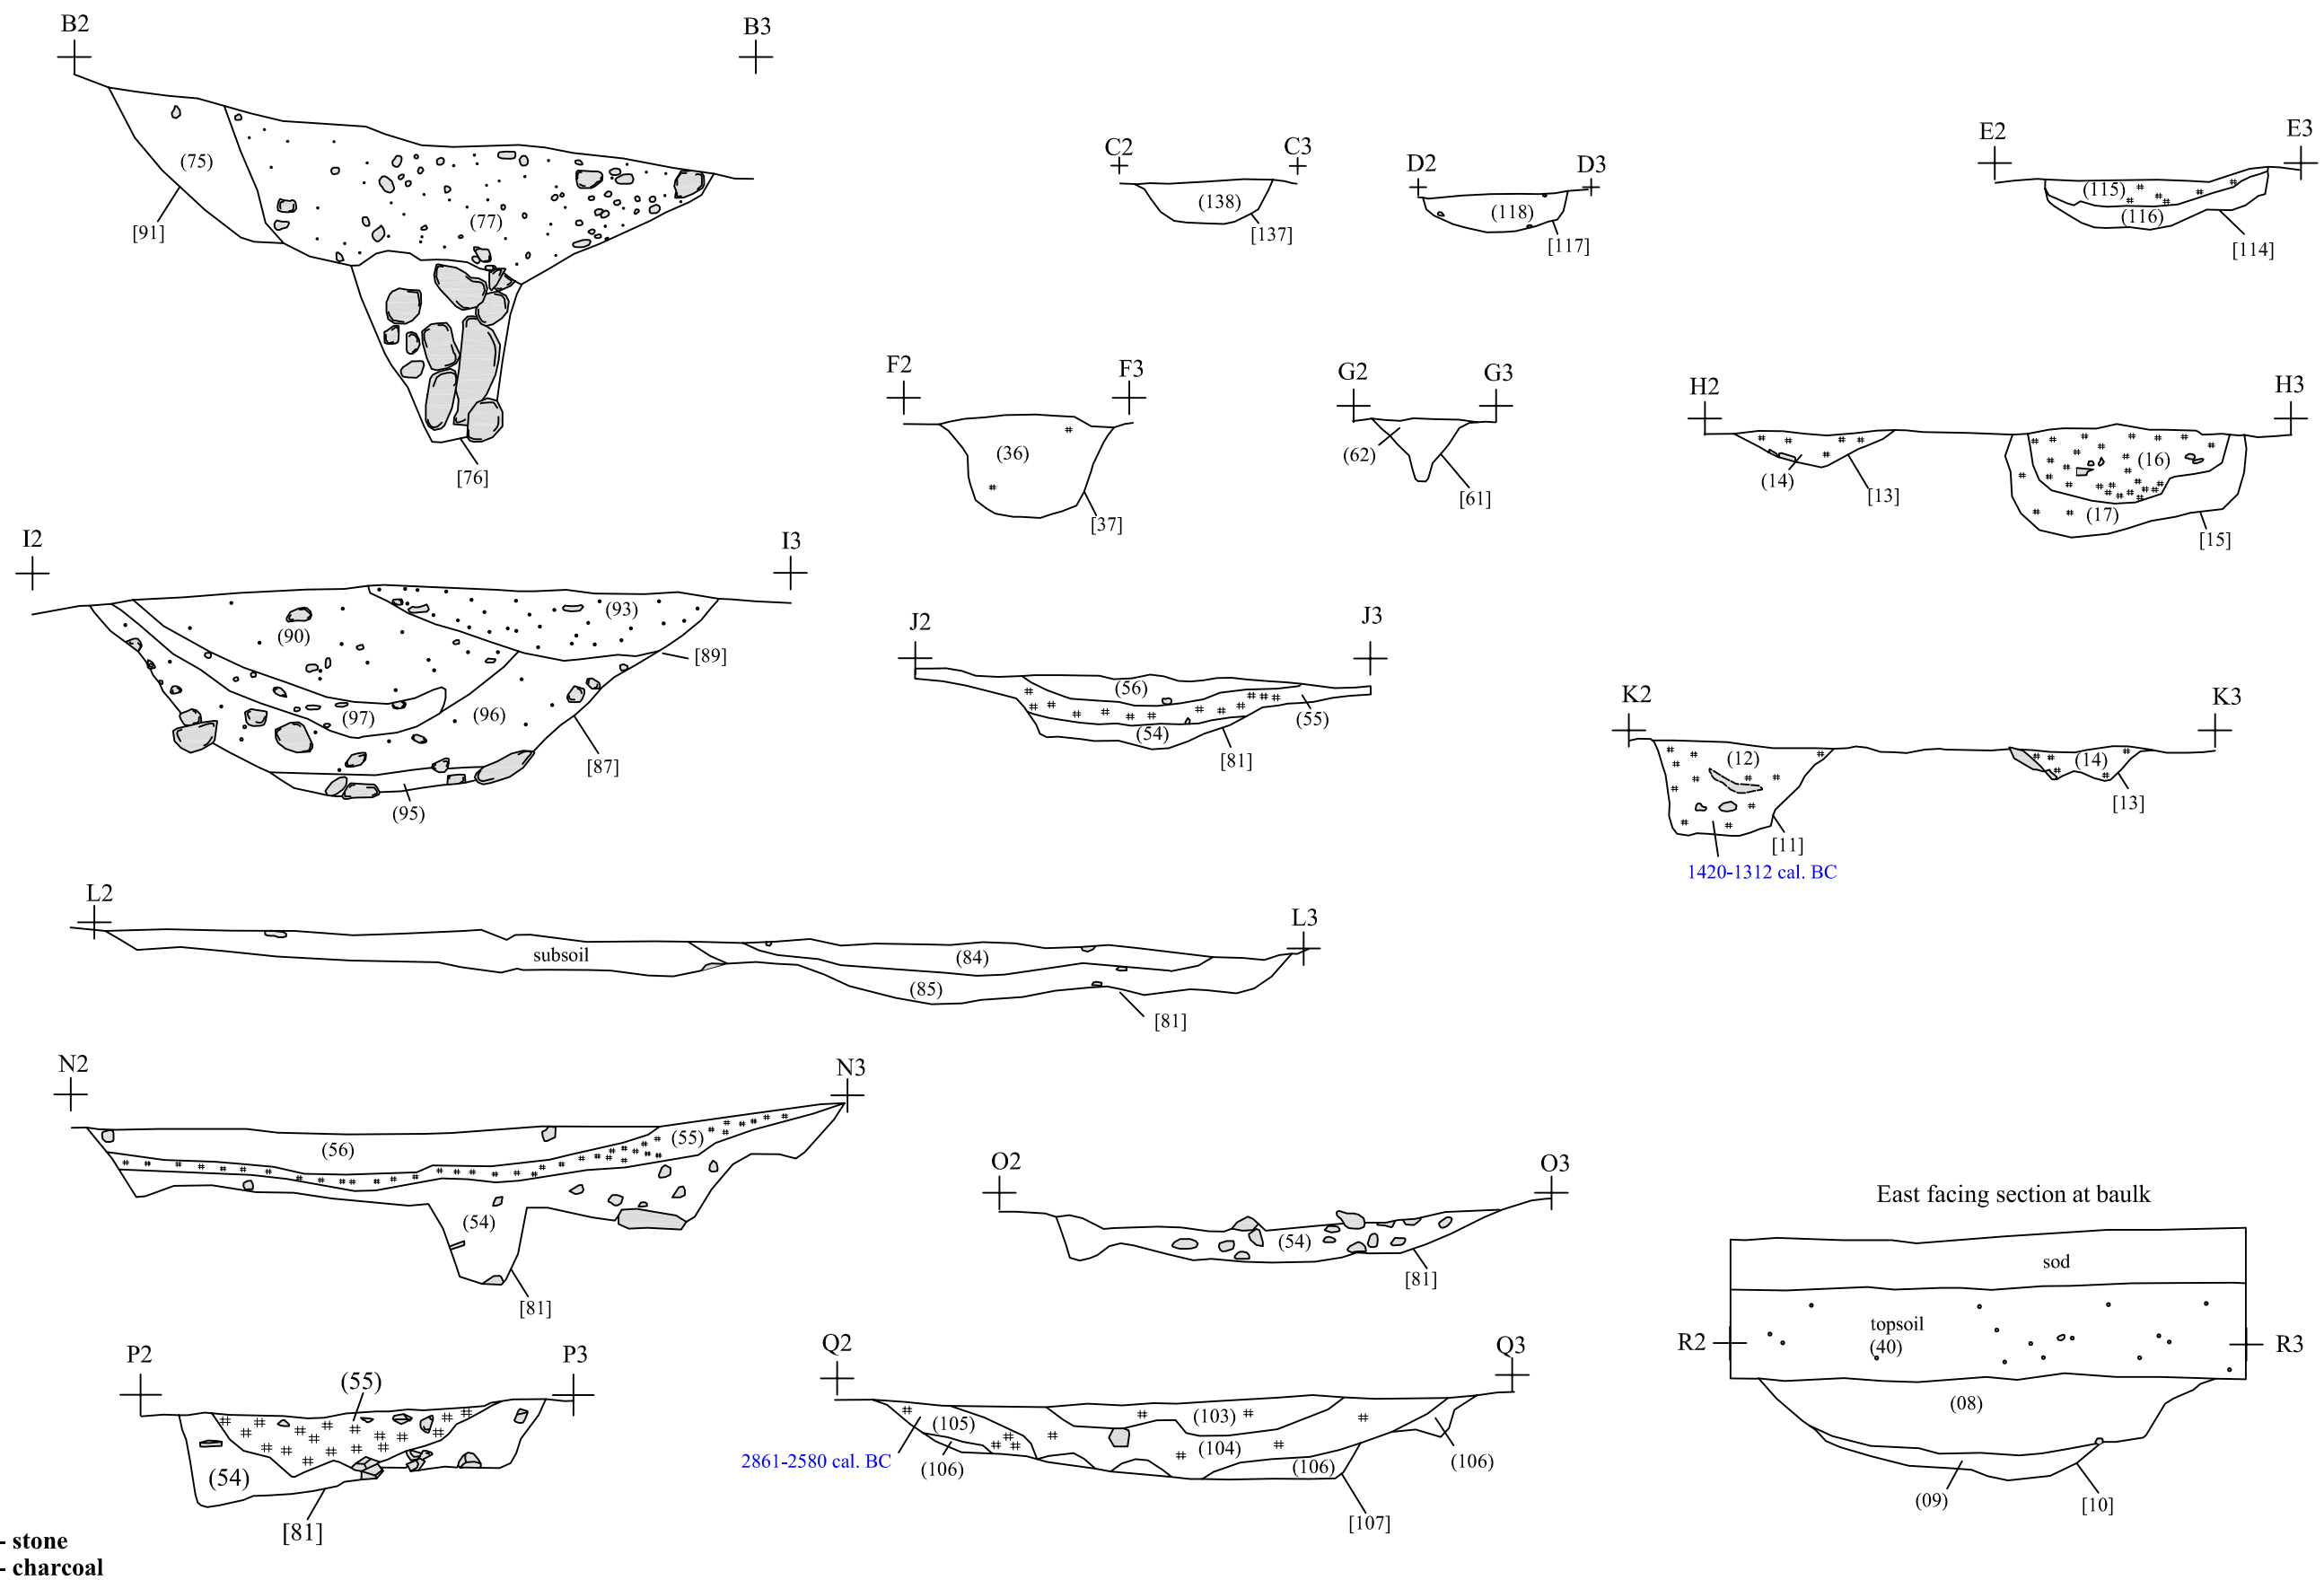 B2
B3
(75)
(77)
[91]
[76]
C2
C3
(138)
[137]
D2
D3
(118)
[117]
E2
E3
(115)
(116)
[114]
F2
F3
(36)
[37]
G2
G3
(62)
[61]
H2
H3
(14)
[13]
(16)
(17)
[15]
I2
I3
(90)
(93)
[89]
(97)
(96)
[87]
(95)
J2
J3
(56)
(55)
(54)
[81]
K2
K3
(12)
(14)
[13]
[11]
1420-1312 cal. BC
L2
L3
subsoil
(84)
(85)
[81]
N2
N3
(56)
(55)
(54)
[81]
O2
O3
(54)
[81]
East facing section at baulk
sod
topsoil
(40)
R2
R3
(08)
(09)
[10]
P2
P3
(55)
(54)
[81]
Q2
Q3
(105)
(103)
(104)
2861-2580 cal. BC
(106)
(106)
(106)
[107]
- stone
- charcoal